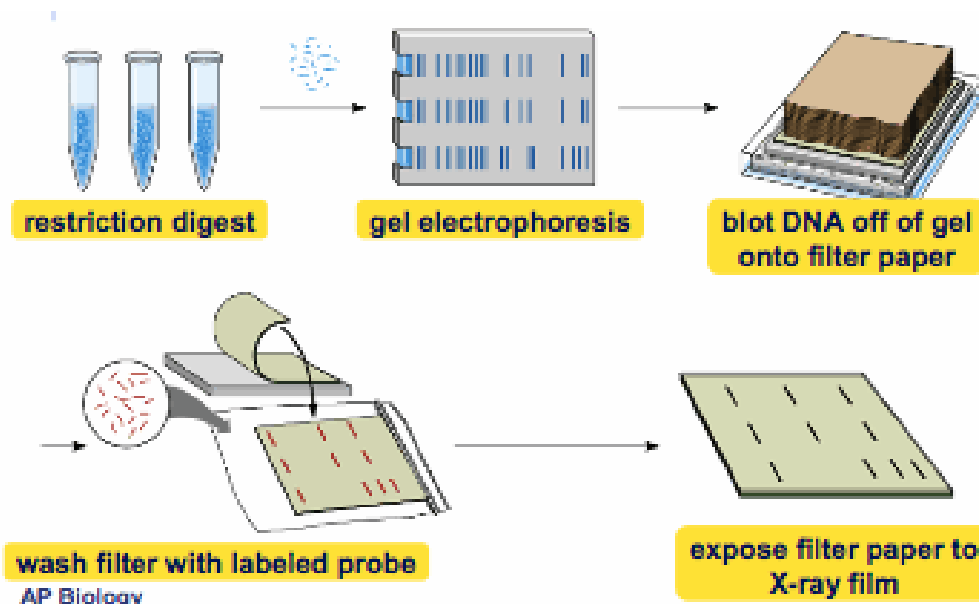 restriction digest
gel electrophoresis
blot DNA off of gel
onto filter paper
wash filter with labeled probe
expose filter paper to
X-ray film
AP Biology